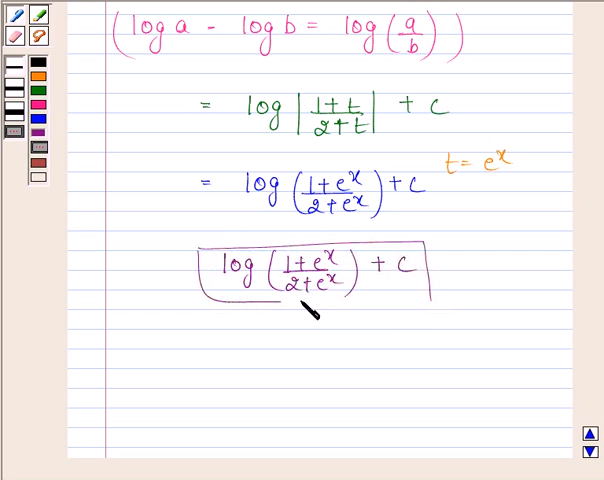 (log a - log b = log(a/b))
= log |1+t/2+t| + c
t = e^x
= log (1+e^x/2+e^x) + c
log (1+e^x/2+e^x) + c